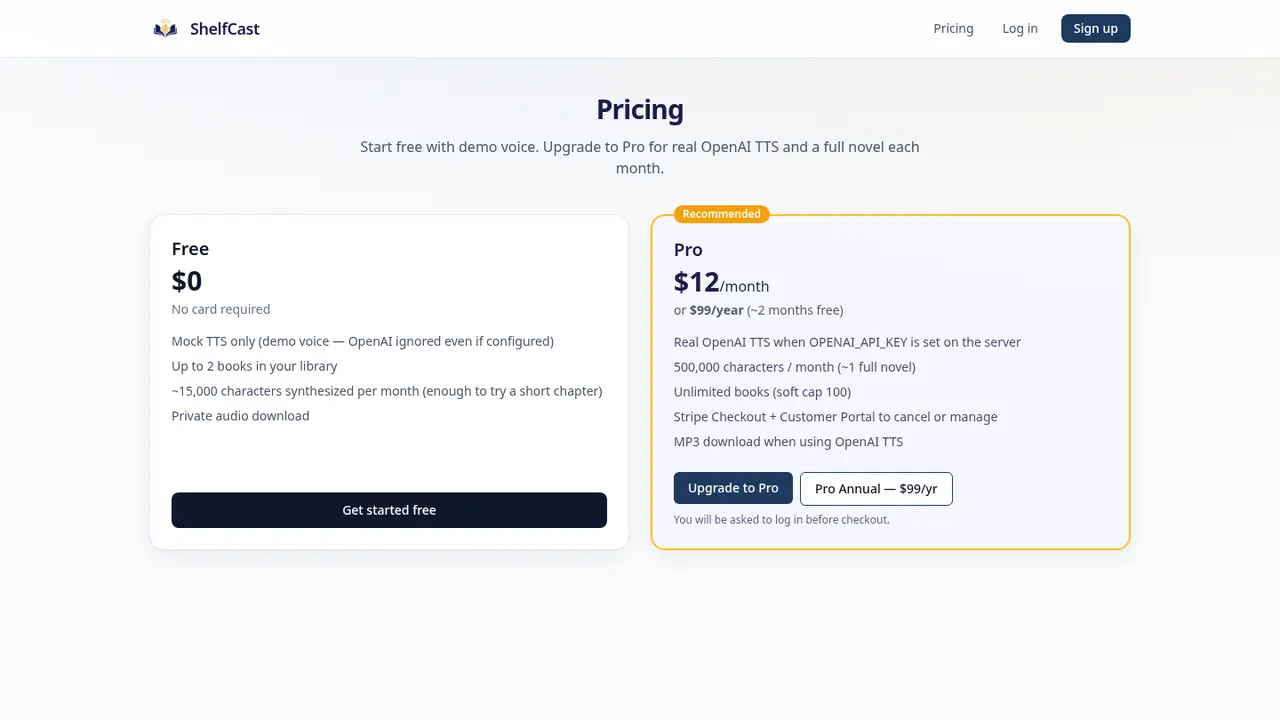 ShelfCast
Pricing
Log in
Sign up
Pricing
Start free with demo voice. Upgrade to Pro for real OpenAI TTS and a full novel each
month.
Free
$0
No card required
Mock TTS only (demo voice — OpenAI ignored even if configured)
Up to 2 books in your library
~15,000 characters synthesized per month (enough to try a short chapter)
Private audio download
Get started free
Recommended
Pro
$12/month
or $99/year (~2 months free)
Real OpenAI TTS when OPENAI_API_KEY is set on the server
500,000 characters / month (~1 full novel)
Unlimited books (soft cap 100)
Stripe Checkout + Customer Portal to cancel or manage
MP3 download when using OpenAI TTS
Upgrade to Pro
Pro Annual — $99/yr
You will be asked to log in before checkout.